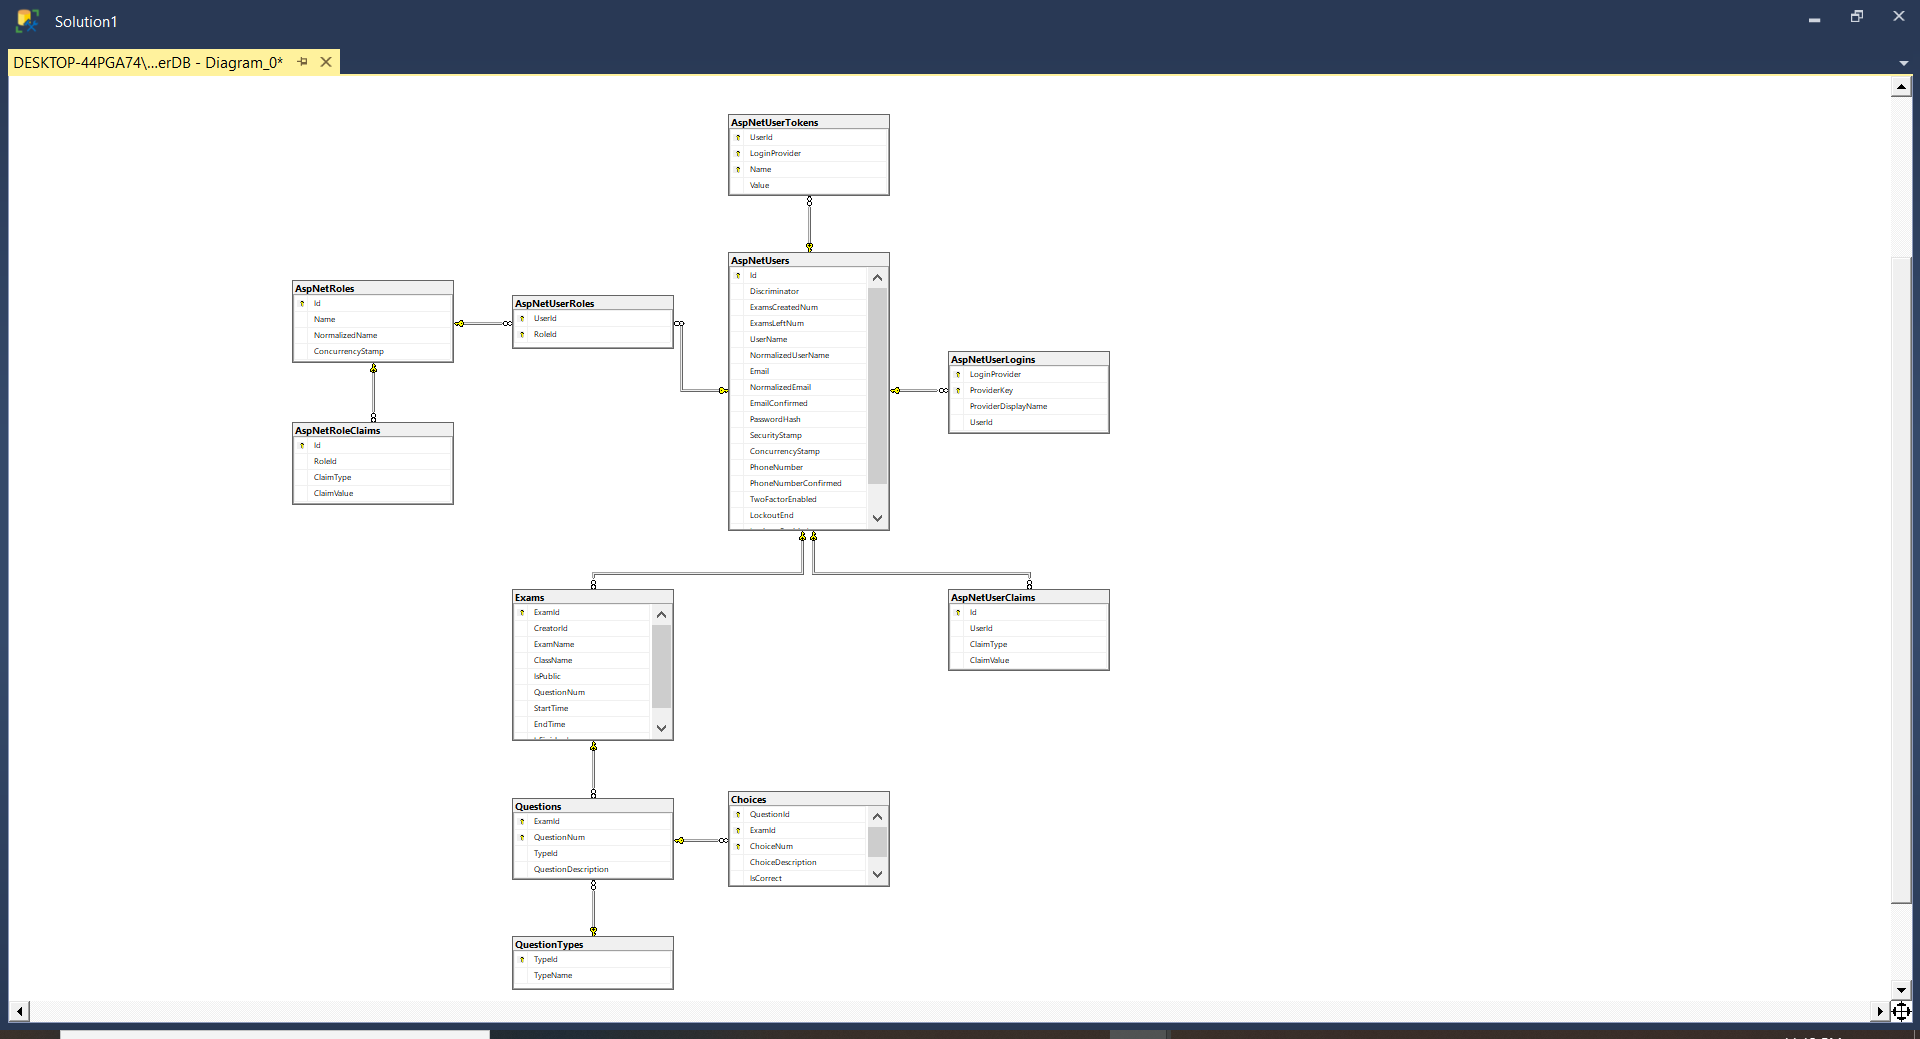 Solution1
DESKTOP-44PGA74\...erDB - Diagram_0*
AspNetUserTokens
UserId
LoginProvider
Name
Value
AspNetUsers
Id
Discriminator
ExamsCreatedNum
ExamsLeftNum
UserName
NormalizedUserName
Email
NormalizedEmail
EmailConfirmed
PasswordHash
SecurityStamp
ConcurrencyStamp
PhoneNumber
PhoneNumberConfirmed
TwoFactorEnabled
LockoutEnd
AspNetRoles
Id
Name
NormalizedName
ConcurrencyStamp
AspNetUserRoles
UserId
RoleId
AspNetUserLogins
LoginProvider
ProviderKey
ProviderDisplayName
UserId
AspNetRoleClaims
Id
RoleId
ClaimType
ClaimValue
Exams
ExamId
CreatorId
ExamName
ClassName
IsPublic
QuestionNum
StartTime
EndTime
AspNetUserClaims
Id
UserId
ClaimType
ClaimValue
Questions
ExamId
QuestionNum
TypeId
QuestionDescription
Choices
QuestionId
ExamId
ChoiceNum
ChoiceDescription
IsCorrect
QuestionTypes
TypeId
TypeName